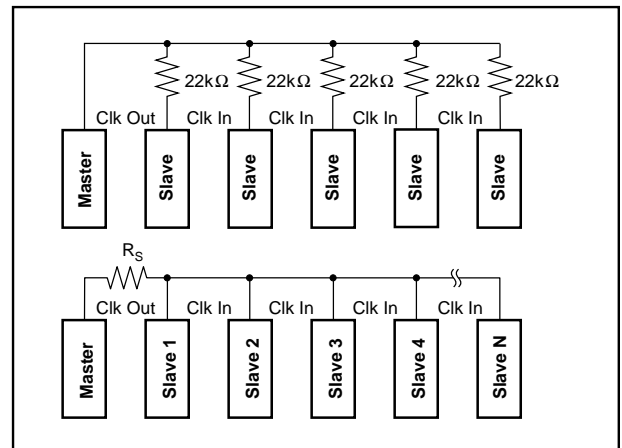 22kΩ 22kΩ 22kΩ 22kΩ 22kΩ
Clk Out Clk In Clk In Clk In Clk In
Master Slave Slave Slave Slave Slave
RS
Clk Out Clk In Clk In Clk In Clk In
Master Slave 1 Slave 2 Slave 3 Slave 4 Slave N